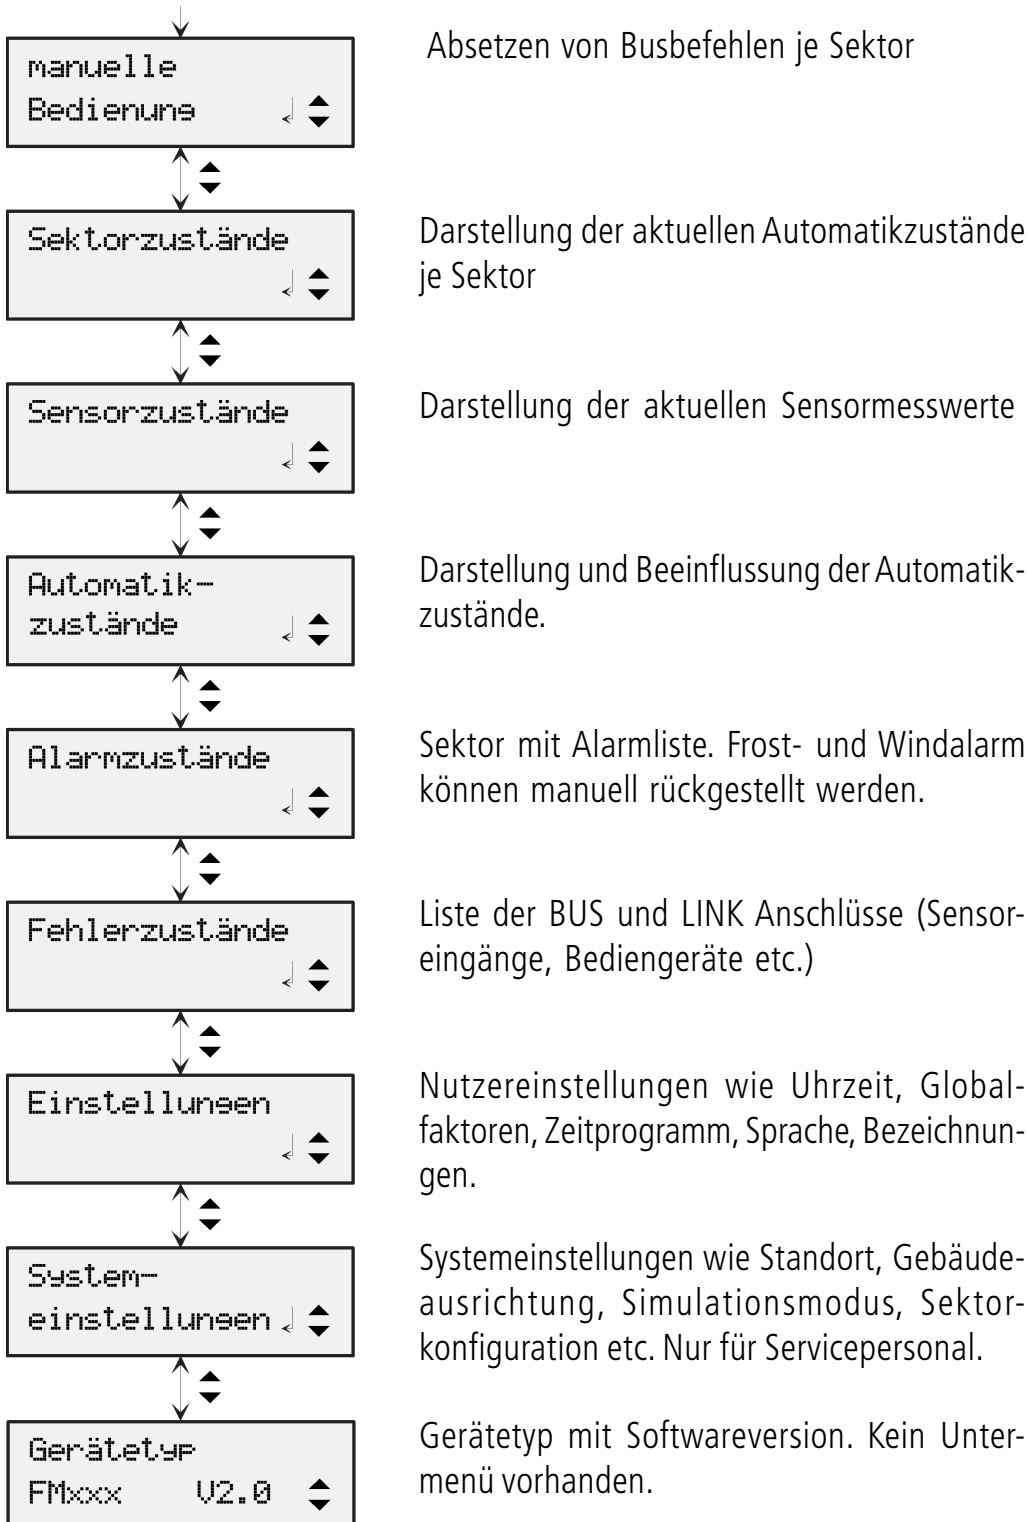 manuelle
Bedienung
Absetzen von Busbefehlen je Sektor
Sektorzustände
Darstellung der aktuellen Automatikzustände
je Sektor
Sensorzustände
Darstellung der aktuellen Sensormesswerte
Automatik-
zustände
Darstellung und Beeinflussung der Automatik-
zustände.
Alarmzustände
Sektor mit Alarmliste. Frost- und Windalarm
können manuell rückgestellt werden.
Fehlerzustände
Liste der BUS und LINK Anschlüsse (Sensor-
eingänge, Bediengeräte etc.)
Einstellungen
Nutzereinstellungen wie Uhrzeit, Global-
faktoren, Zeitprogramm, Sprache, Bezeichnun-
gen.
System-
einstellungen
Systemeinstellungen wie Standort, Gebäude-
ausrichtung, Simulationsmodus, Sektor-
konfiguration etc. Nur für Servicepersonal.
Gerätetyp
FMxxx V2.0
Gerätetyp mit Softwareversion. Kein Unter-
menü vorhanden.